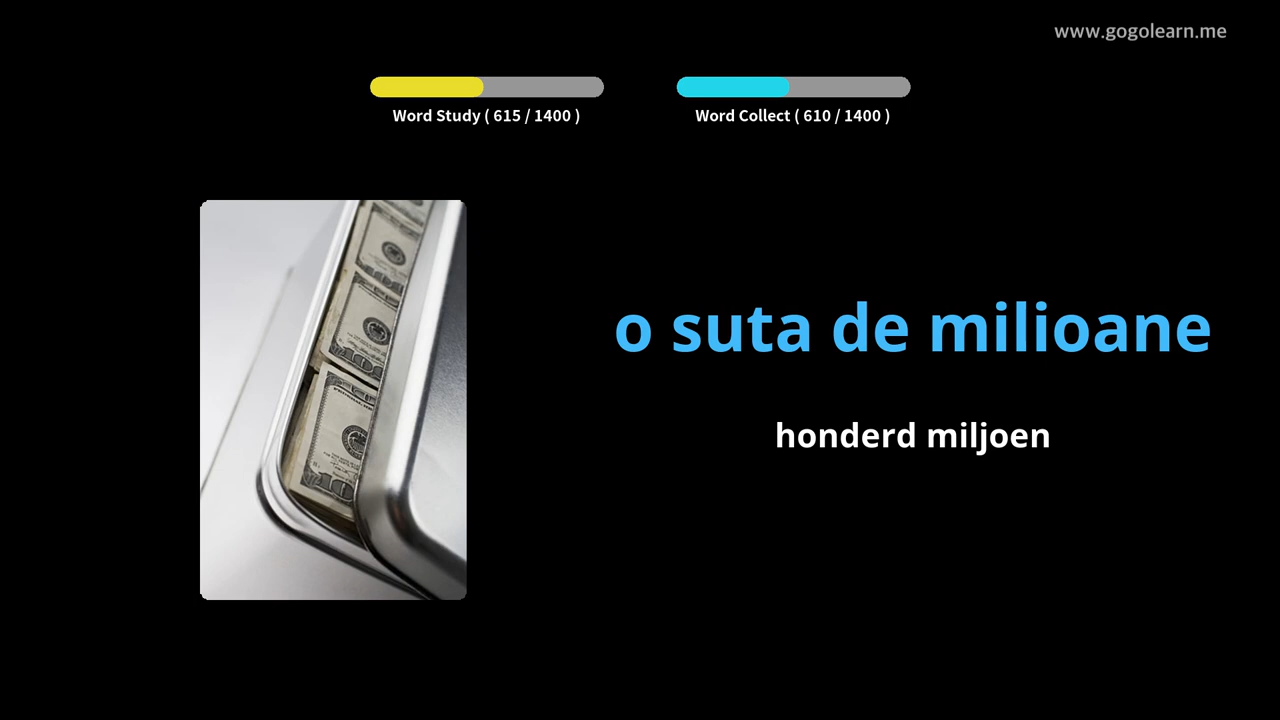 www.gogolearn.me
Word Study ( 615 / 1400 )
Word Collect ( 610 / 1400 )
o suta de milioane
honderd miljoen